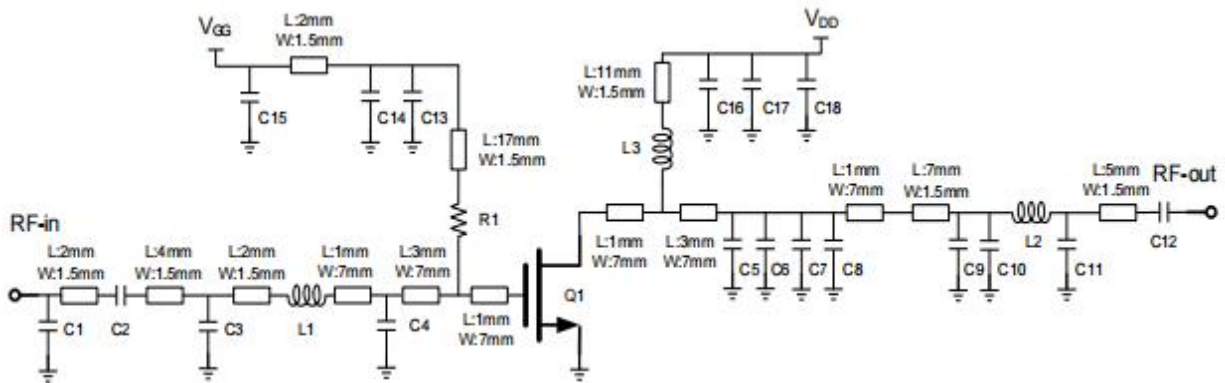 VGG
L:2mm
W:1.5mm
C15
C14
C13
L:17mm
W:1.5mm
R1
VDD
L:11mm
W:1.5mm
C16
C17
C18
L3
RF-in
L:2mm
W:1.5mm
C1
C2
L:4mm
W:1.5mm
C3
L:2mm
W:1.5mm
L1
L:1mm
W:7mm
C4
L:3mm
W:7mm
L:1mm
W:7mm
Q1
L:1mm
W:7mm
L:3mm
W:7mm
C5
C6
C7
C8
L:1mm
W:7mm
L:7mm
W:1.5mm
C9
C10
L2
C11
L:5mm
W:1.5mm
C12
RF-out